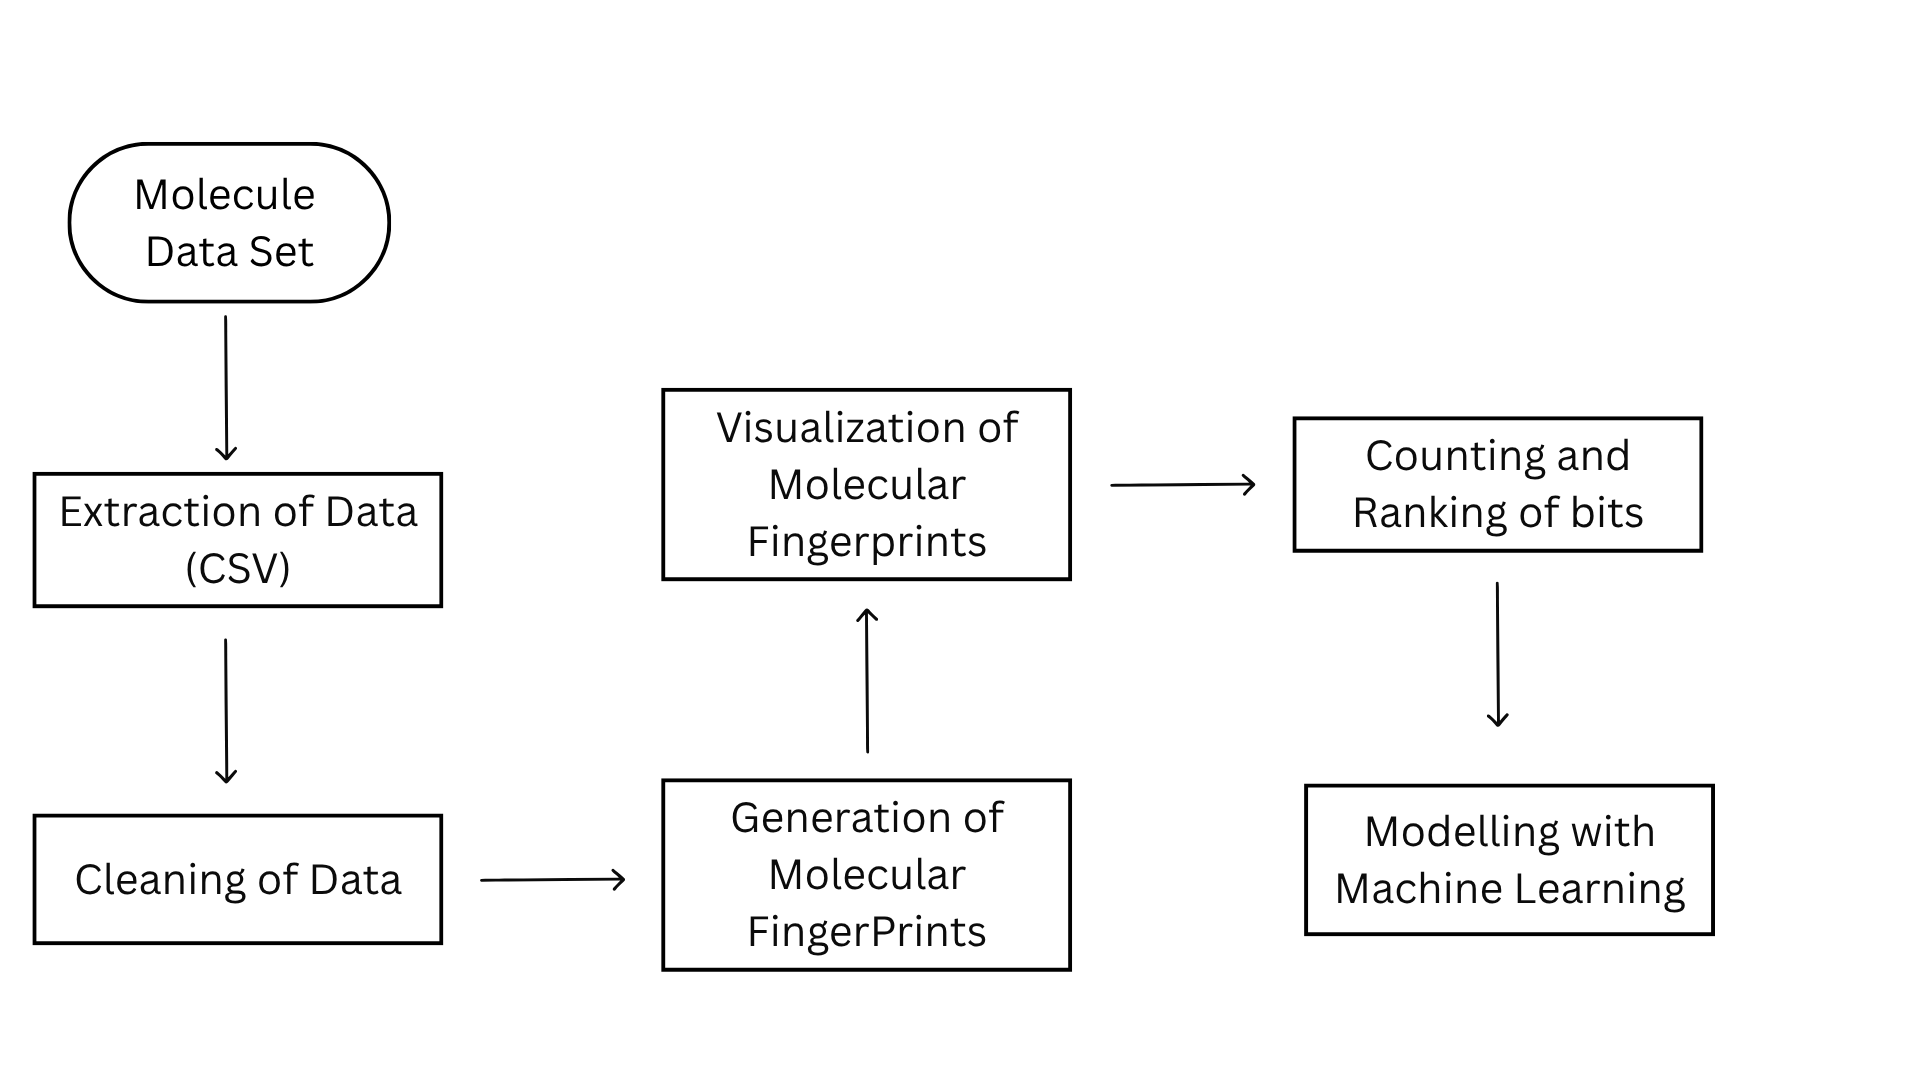 Molecule
Data Set
Extraction of Data
(CSV)
Cleaning of Data
Generation of
Molecular
FingerPrints
Visualization of
Molecular
Fingerprints
Counting and
Ranking of bits
Modelling with
Machine Learning